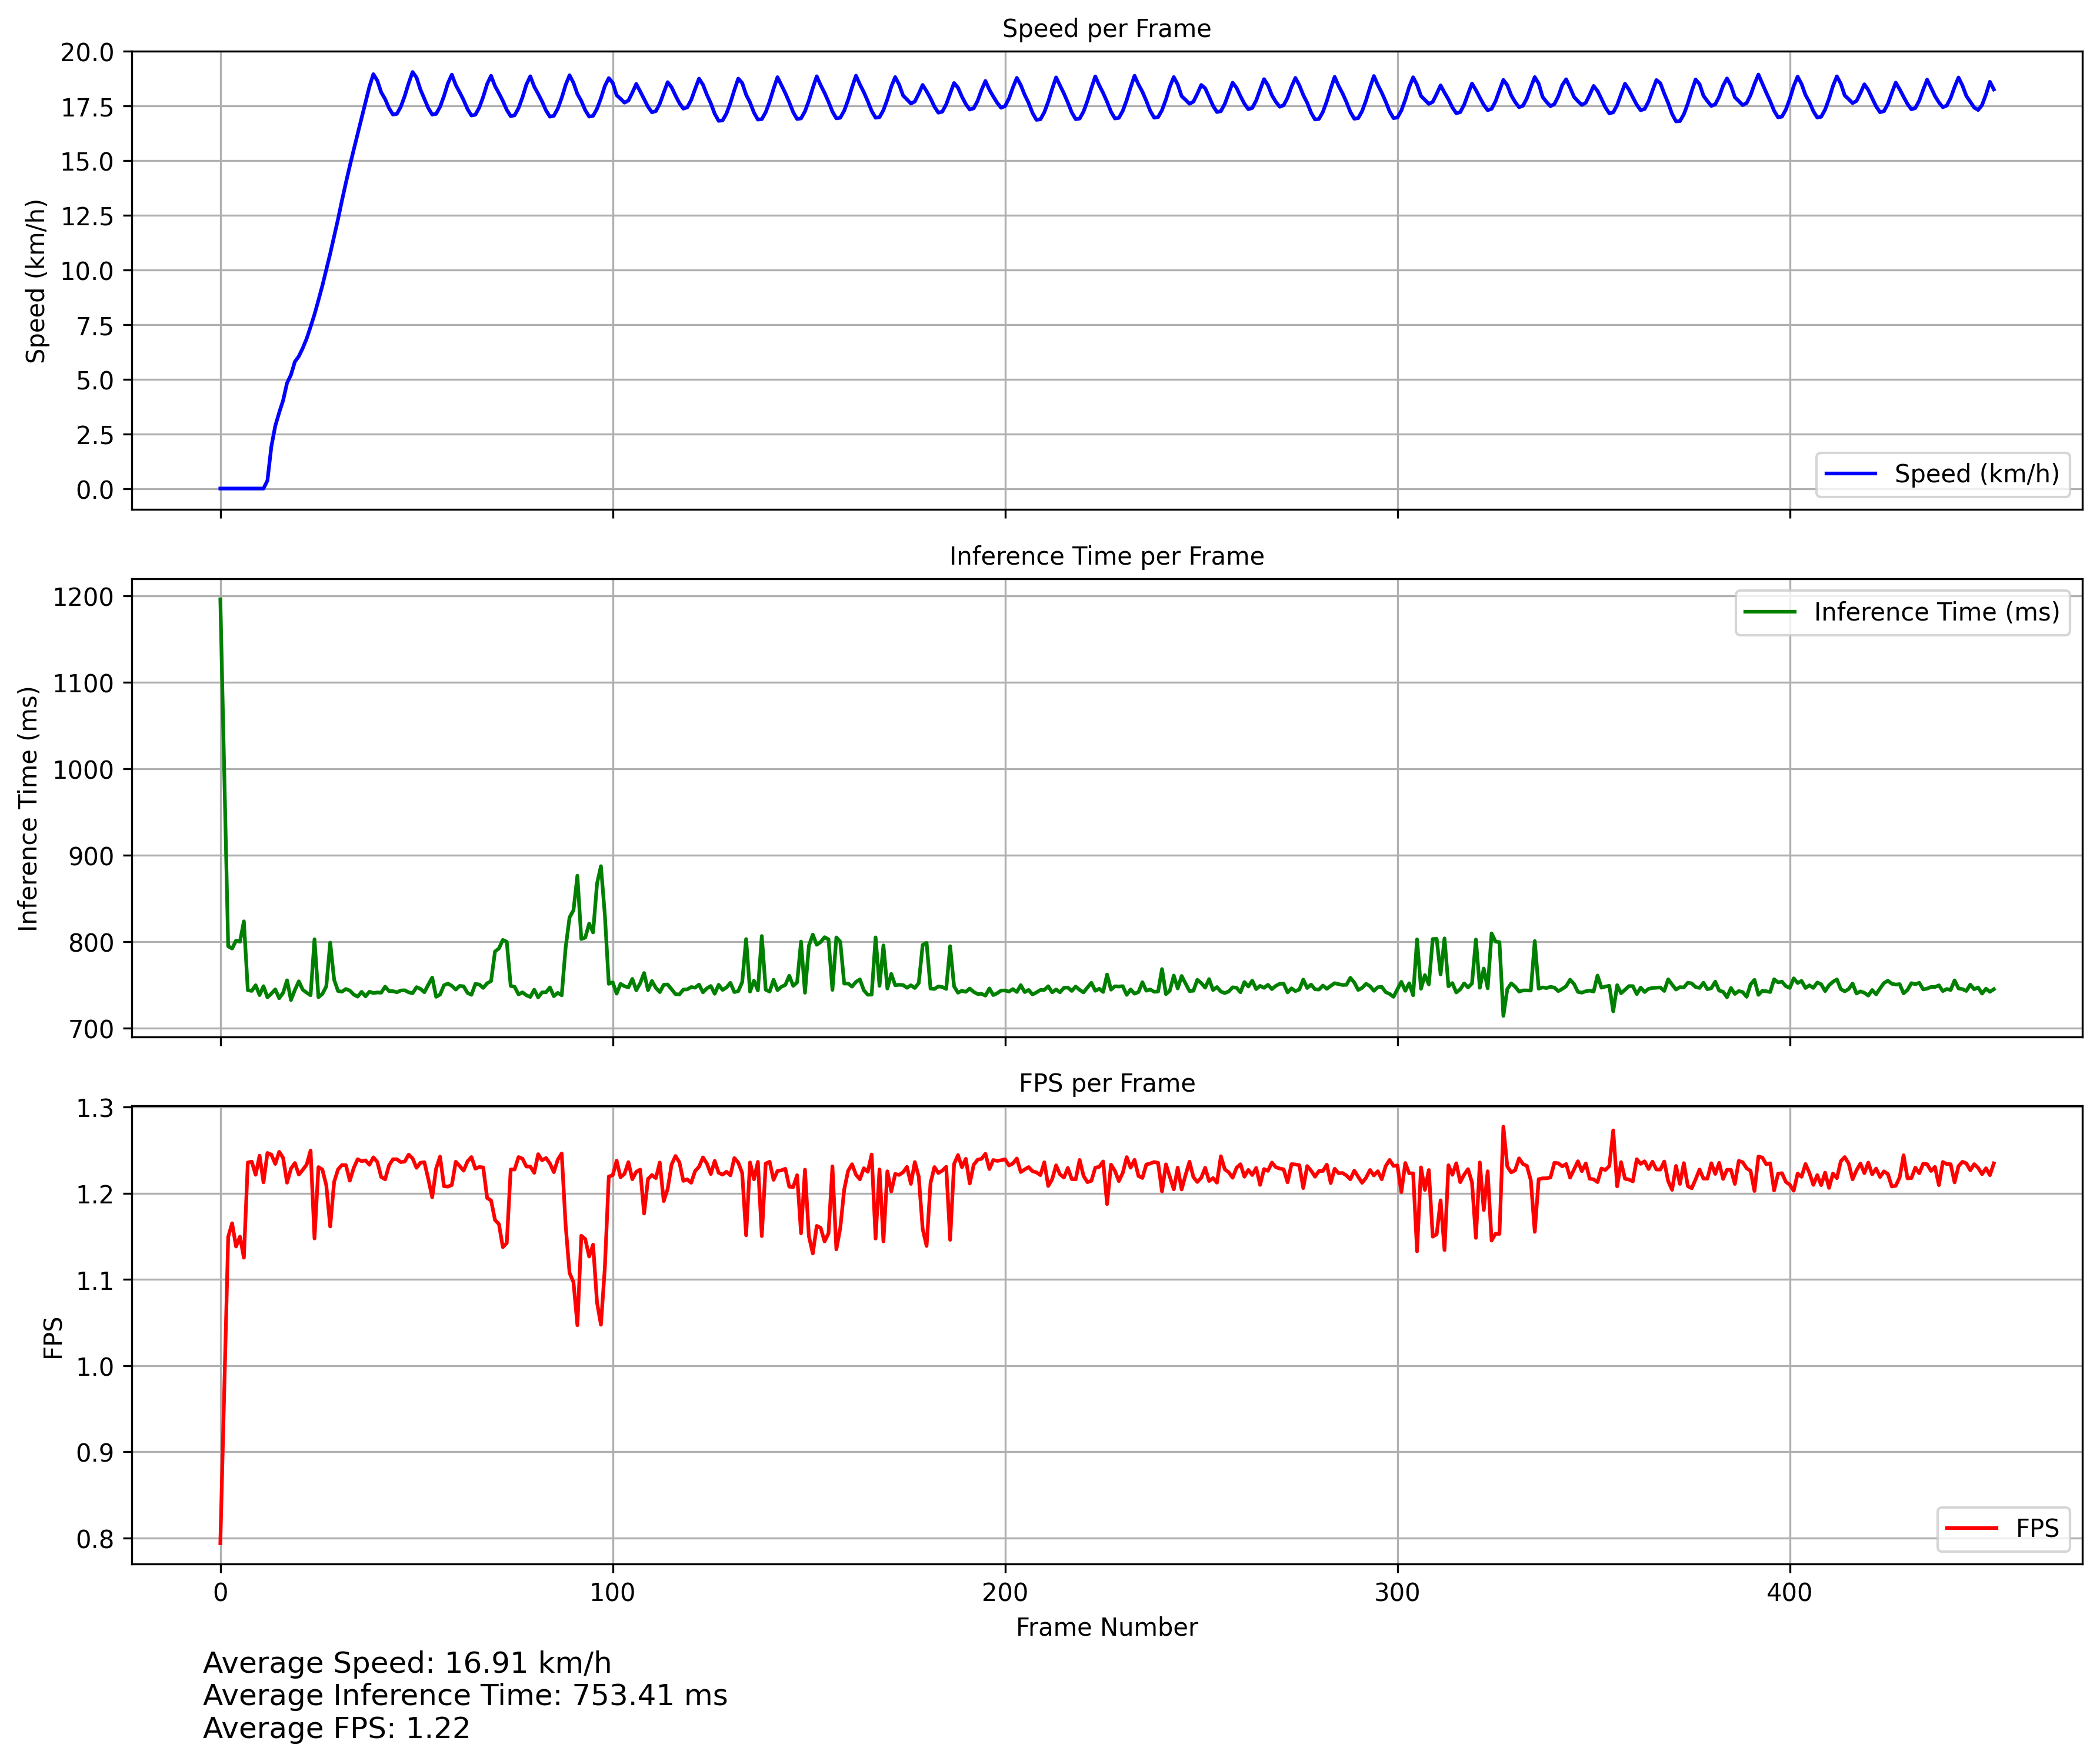 Speed per Frame
20.0
17.5
15.0
12.5
10.0
7.5
5.0
2.5
0.0
Speed (km/h)
Speed (km/h)
Inference Time per Frame
1200
1100
1000
900
800
700
Inference Time (ms)
Inference Time (ms)
FPS per Frame
1.3
1.2
1.1
1.0
0.9
0.8
FPS
FPS
0 100 200 300 400
Frame Number
Average Speed: 16.91 km/h
Average Inference Time: 753.41 ms
Average FPS: 1.22